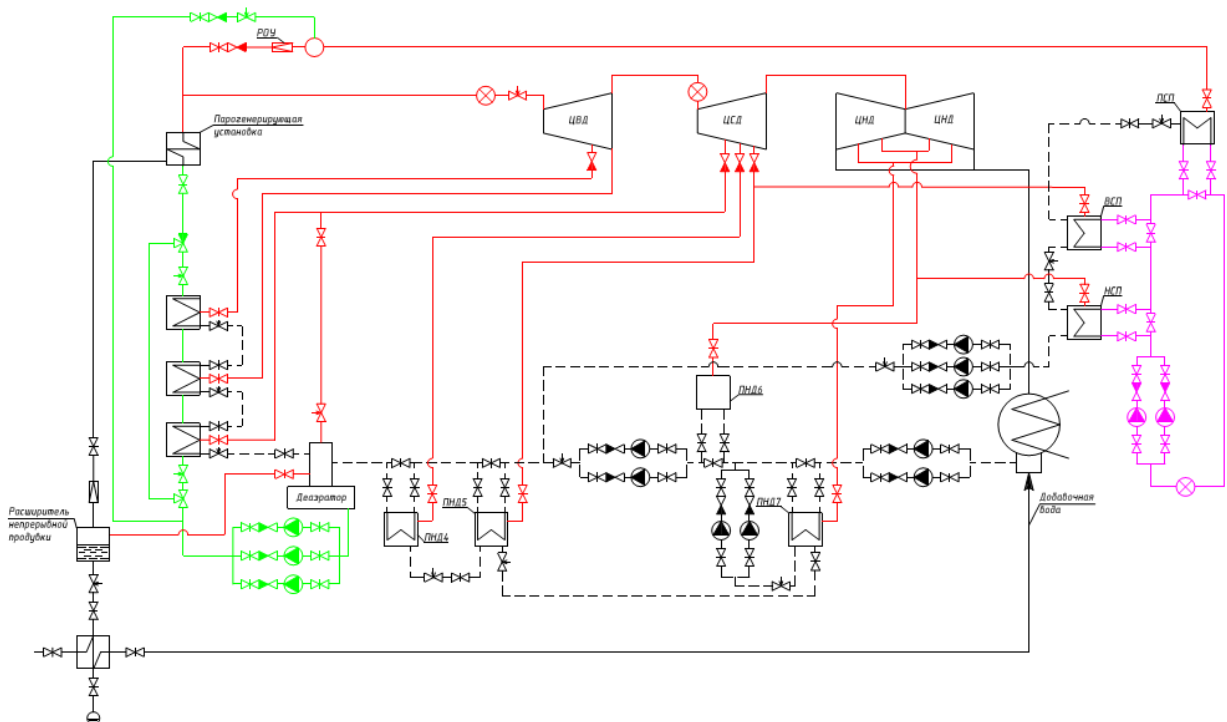 РОУ
ПСП
ЦВД
ЦСД
ЦНД
ЦНД
Парогенерирующая
установка
ВСП
НСП
ПНД6
Деаэратор
ПНД5
ПНД7
Добавочная
вода
Расширитель
непрерывной
продувки
ПНД4